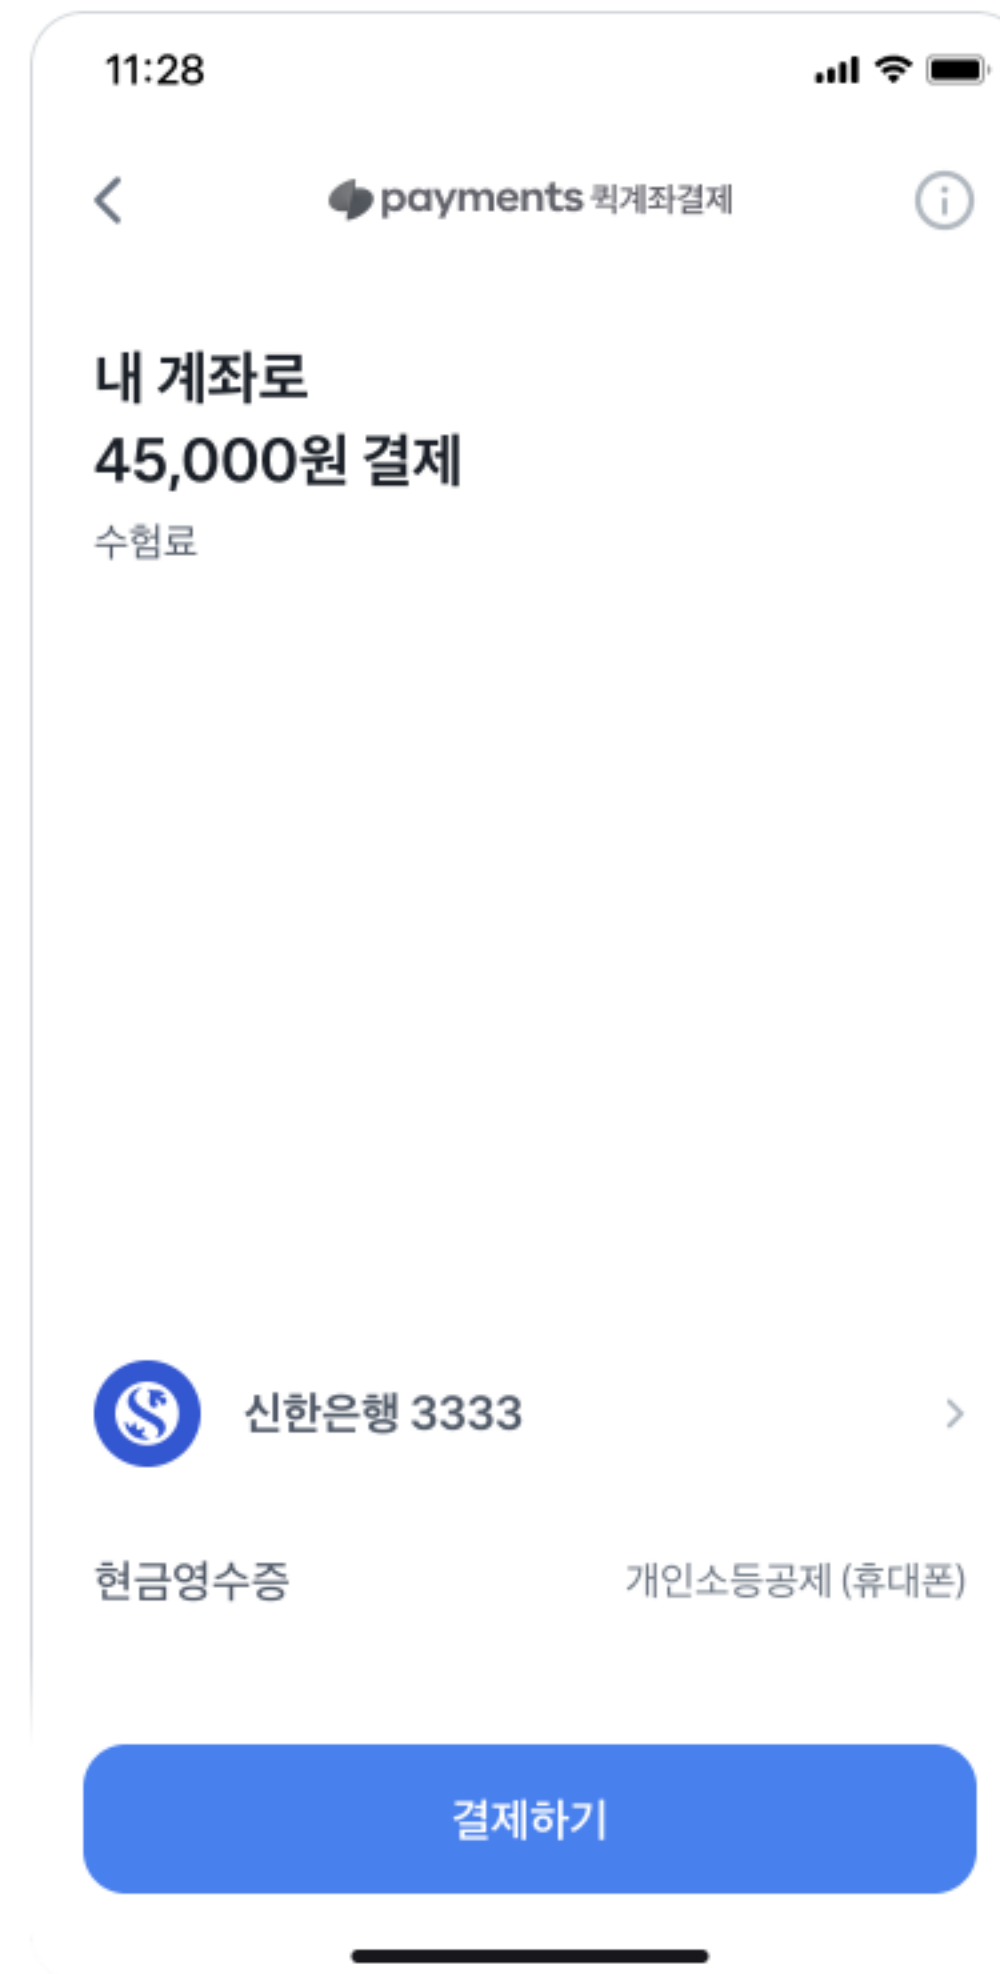 11:28
payments 퀵계좌결제
내 계좌로
45,000원 결제
수험료
신한은행 3333
현금영수증 개인소등공제 (휴대폰)
결제하기